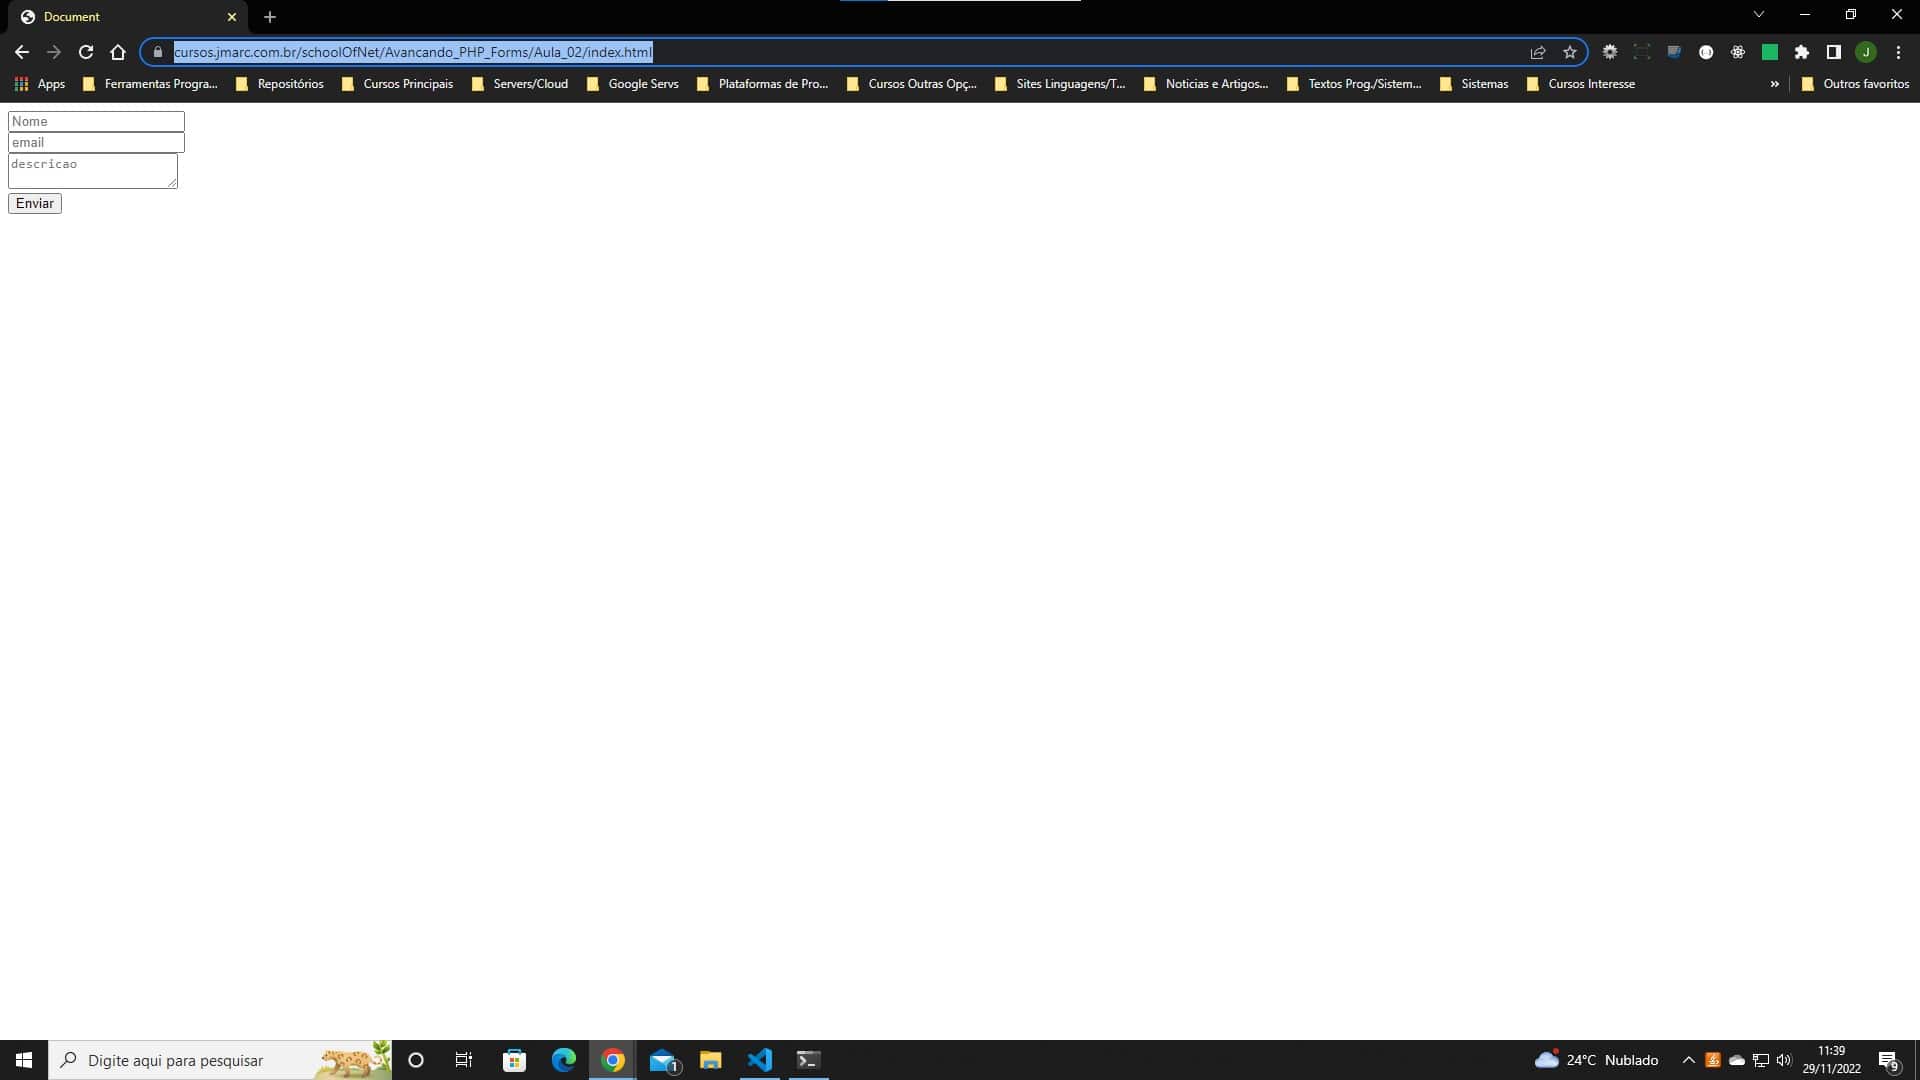 Document
cursos.jmarc.com.br/schoolOfNet/Avancando_PHP_Forms/Aula_02/index.html
J
Apps Ferramentas Progra... Repositórios Cursos Principais Servers/Cloud Google Servs Plataformas de Pro... Cursos Outras Opç... Sites Linguagens/T... Noticias e Artigos... Textos Prog./Sistem... Sistemas Cursos Interesse » Outros favoritos
Nome
email
descricao
Enviar
Digite aqui para pesquisar
1
24°C Nublado
11:39
29/11/2022
9